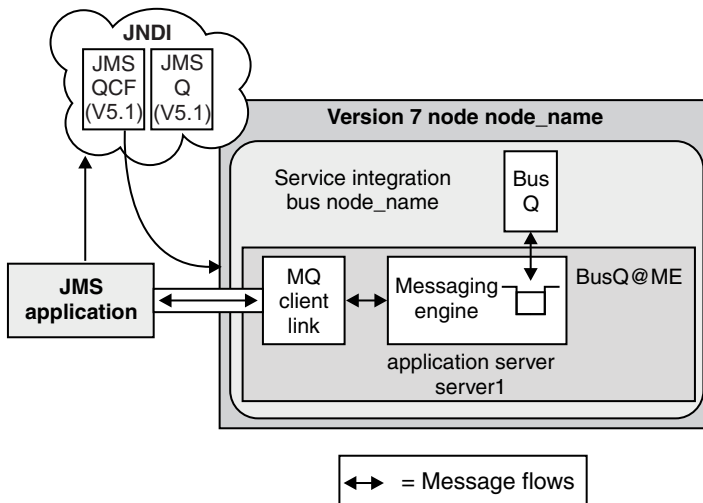 JNDI
JMS
QCF
(V5.1)
JMS
Q
(V5.1)
Version 7 node node_name
Service integration
bus node_name
Bus
Q
JMS
application
MQ
client
link
Messaging
engine
BusQ@ME
application server
server1
= Message flows